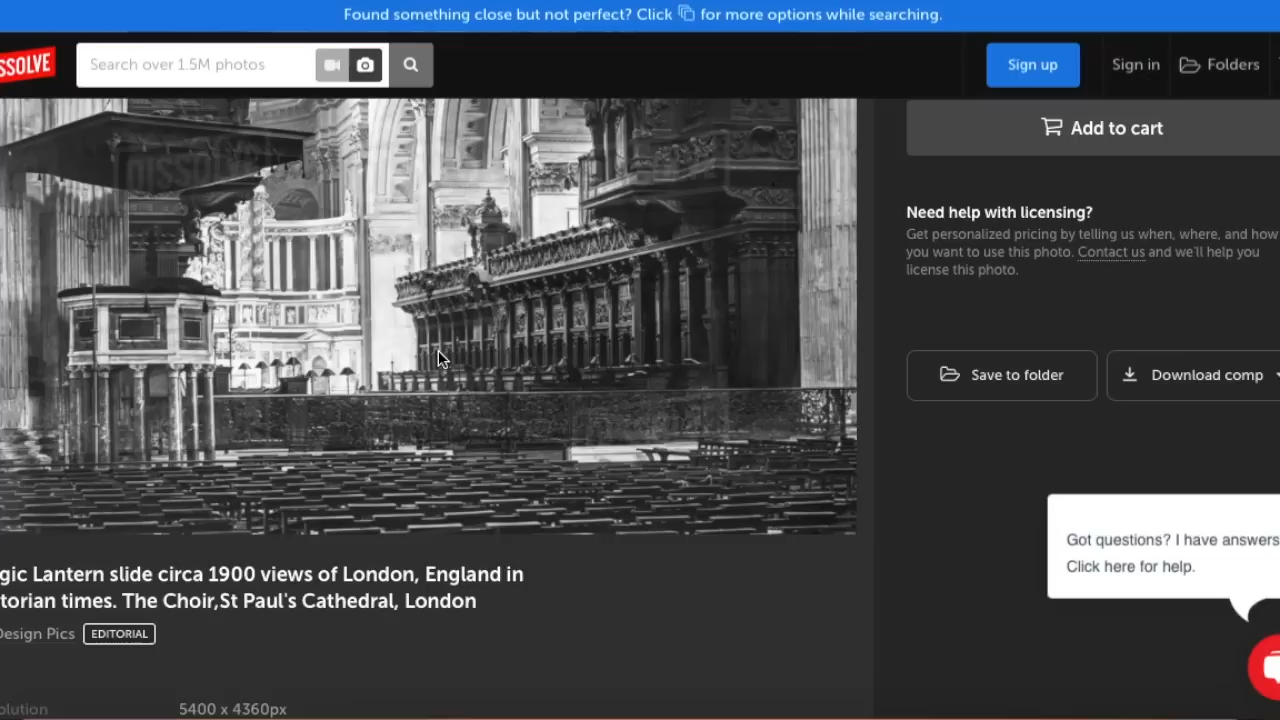 Found something close but not perfect? Click for more options while searching.
SSOLVE
Search over 1.5M photos
Sign up
Sign in
Folders
Add to cart
DISSOLVE
Need help with licensing?
Get personalized pricing by telling us when, where, and how
you want to use this photo. Contact us and we'll help you
license this photo.
Save to folder
Download comp
Got questions? I have answers
Click here for help.
gic Lantern slide circa 1900 views of London, England in
torian times. The Choir,St Paul's Cathedral, London
Design Pics
EDITORIAL
olution
5400 x 4360px